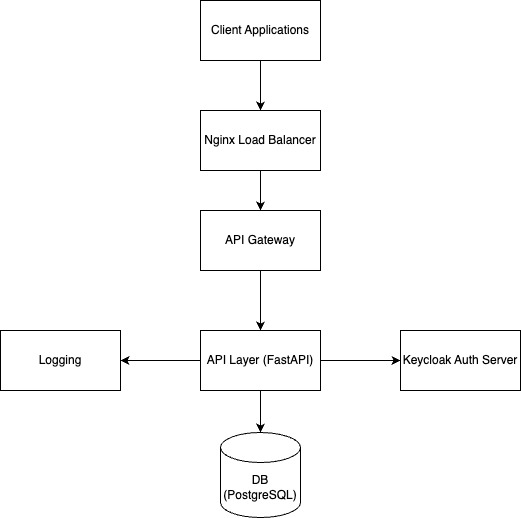 Client Applications
Nginx Load Balancer
API Gateway
Logging
API Layer (FastAPI)
Keycloak Auth Server
DB
(PostgreSQL)